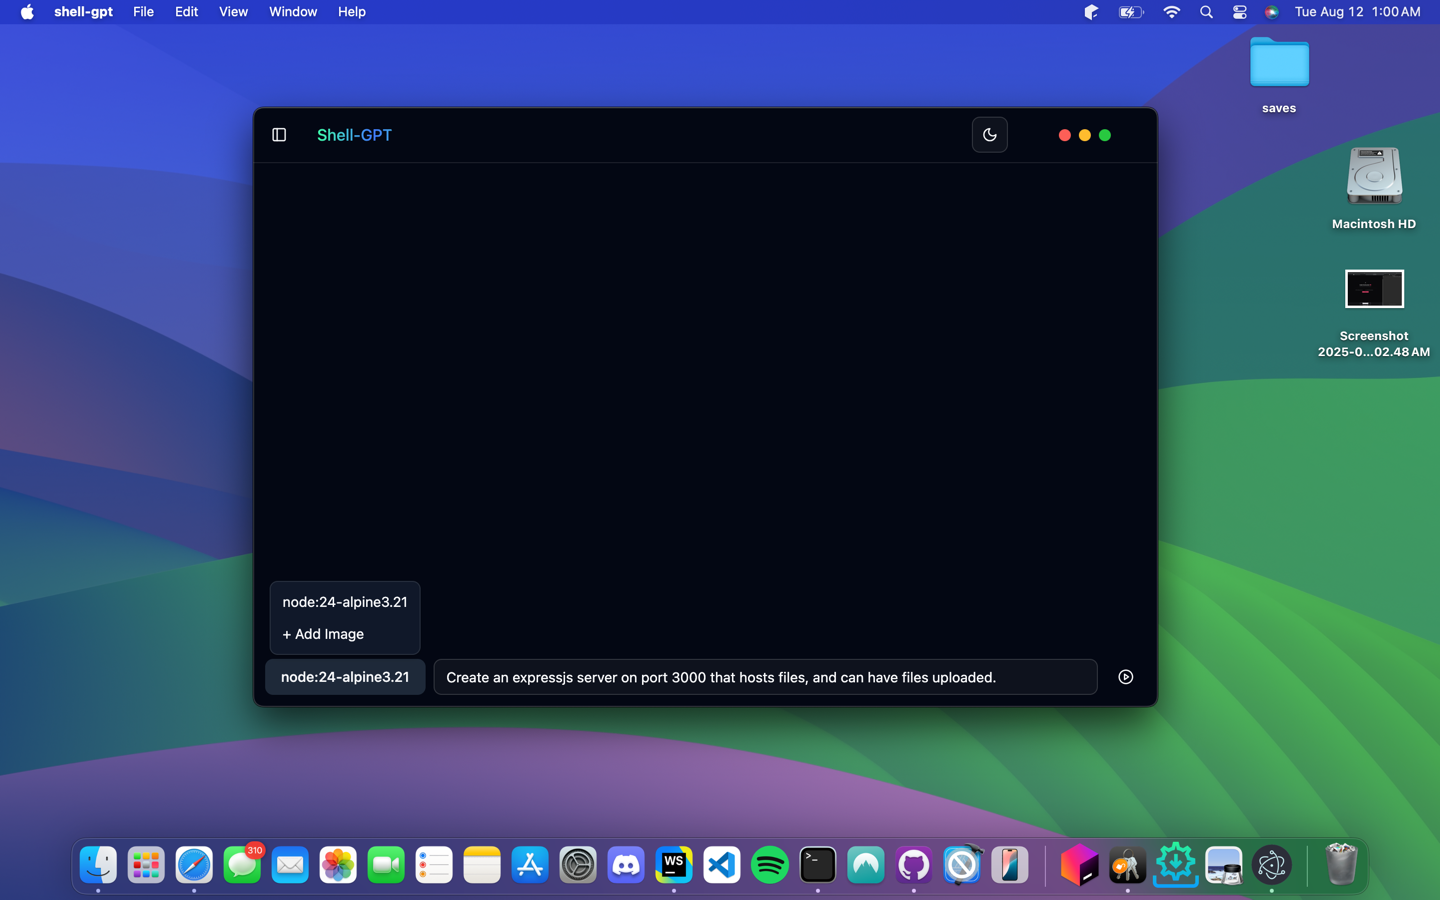 shell-gpt File Edit View Window Help Tue Aug 12 1:00 AM
saves
Shell-GPT
Macintosh HD
Screenshot
2025-0...02.48 AM
node:24-alpine3.21
+ Add Image
node:24-alpine3.21
Create an expressjs server on port 3000 that hosts files, and can have files uploaded.
310
WS
>_